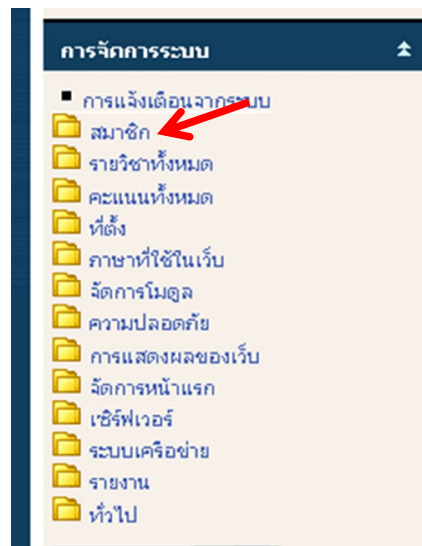 การจัดการระบบ
การแจ้งเตือนจากระบบ
สมาชิก
รายวิชาทั้งหมด
คะแนนทั้งหมด
ที่ตั้ง
ภาษาที่ใช้ในเว็บ
จัดการโมดูล
ความปลอดภัย
การแสดงผลของเว็บ
จัดการหน้าแรก
เซิร์ฟเวอร์
ระบบเครือข่าย
รายงาน
ทั่วไป